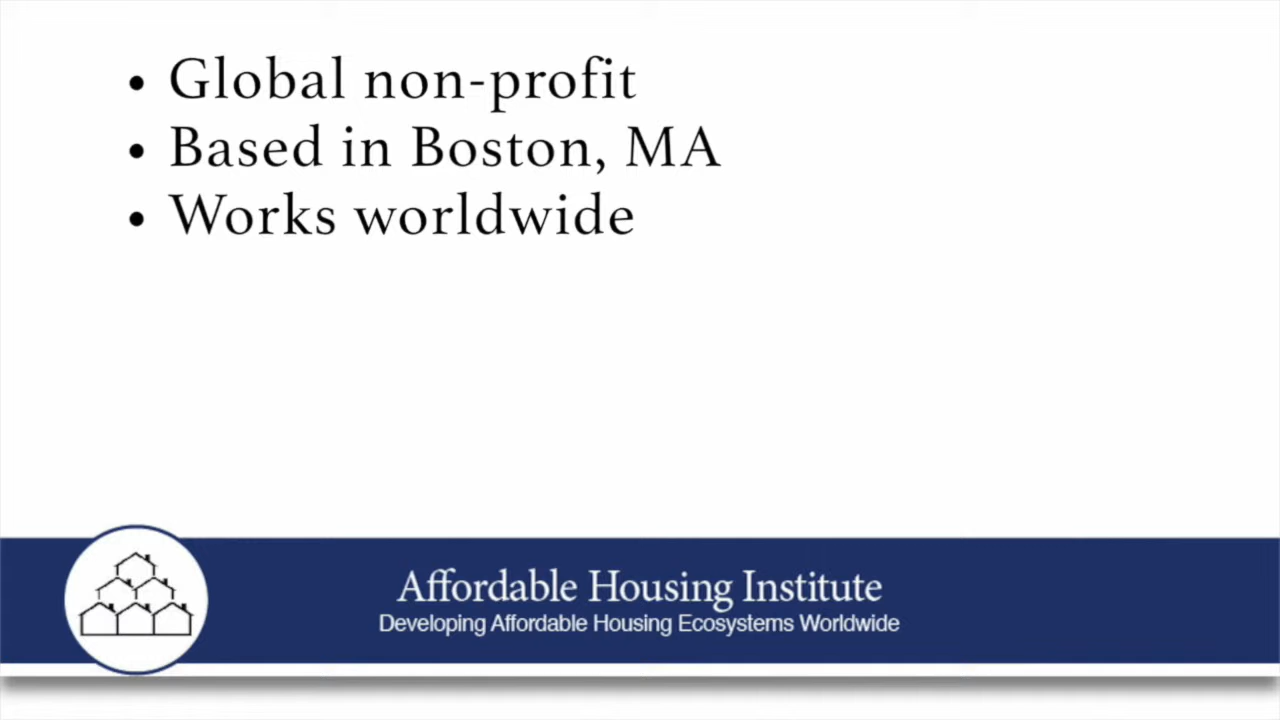 • Global non-profit
• Based in Boston, MA
• Works worldwide
Affordable Housing Institute
Developing Affordable Housing Ecosystems Worldwide